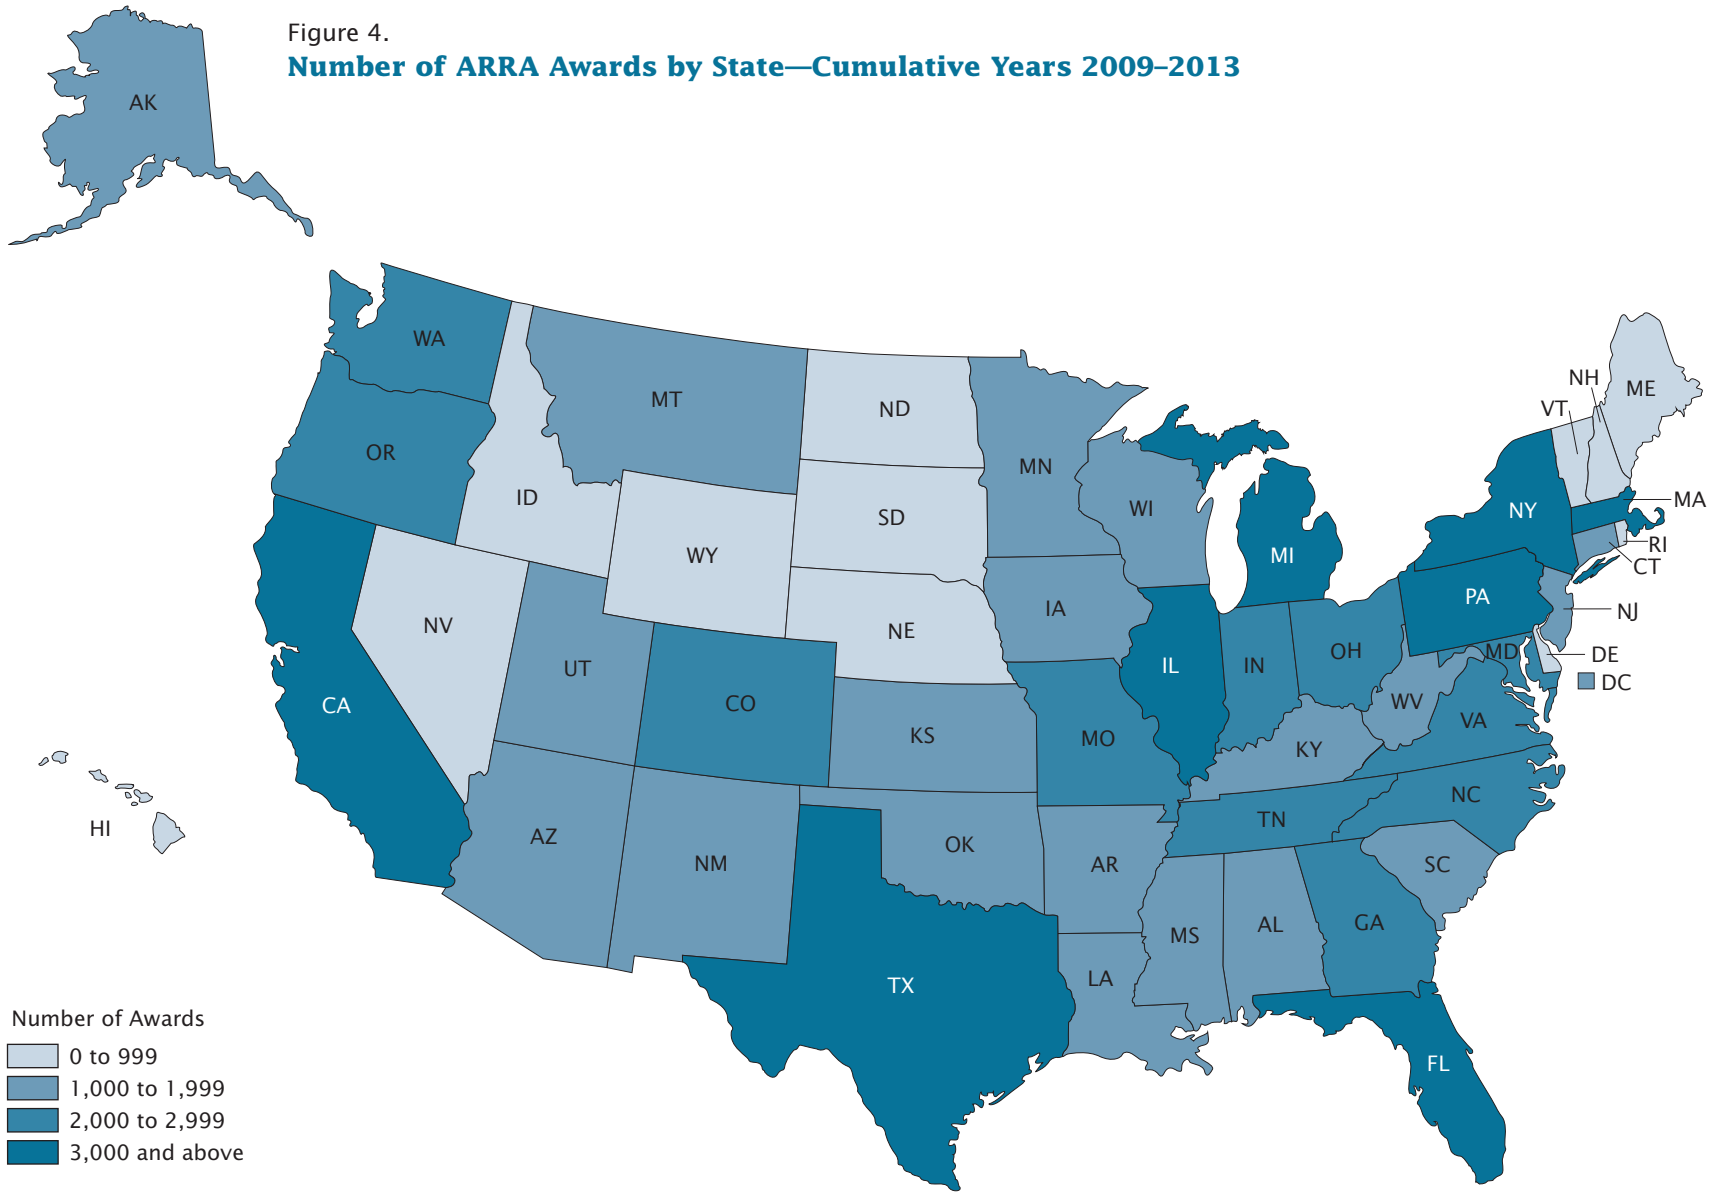 Figure 4.
Number of ARRA Awards by State—Cumulative Years 2009–2013
AK
WA
OR
ID
MT
ND
MN
WI
MI
NH
VT
ME
NY
MA
RI
CT
NJ
PA
DE
DC
MD
WY
SD
NE
IA
IL
IN
OH
WV
VA
NV
UT
CO
KS
MO
KY
NC
TN
CA
HI
AZ
NM
OK
AR
SC
MS
AL
GA
LA
TX
FL
Number of Awards
0 to 999
1,000 to 1,999
2,000 to 2,999
3,000 and above